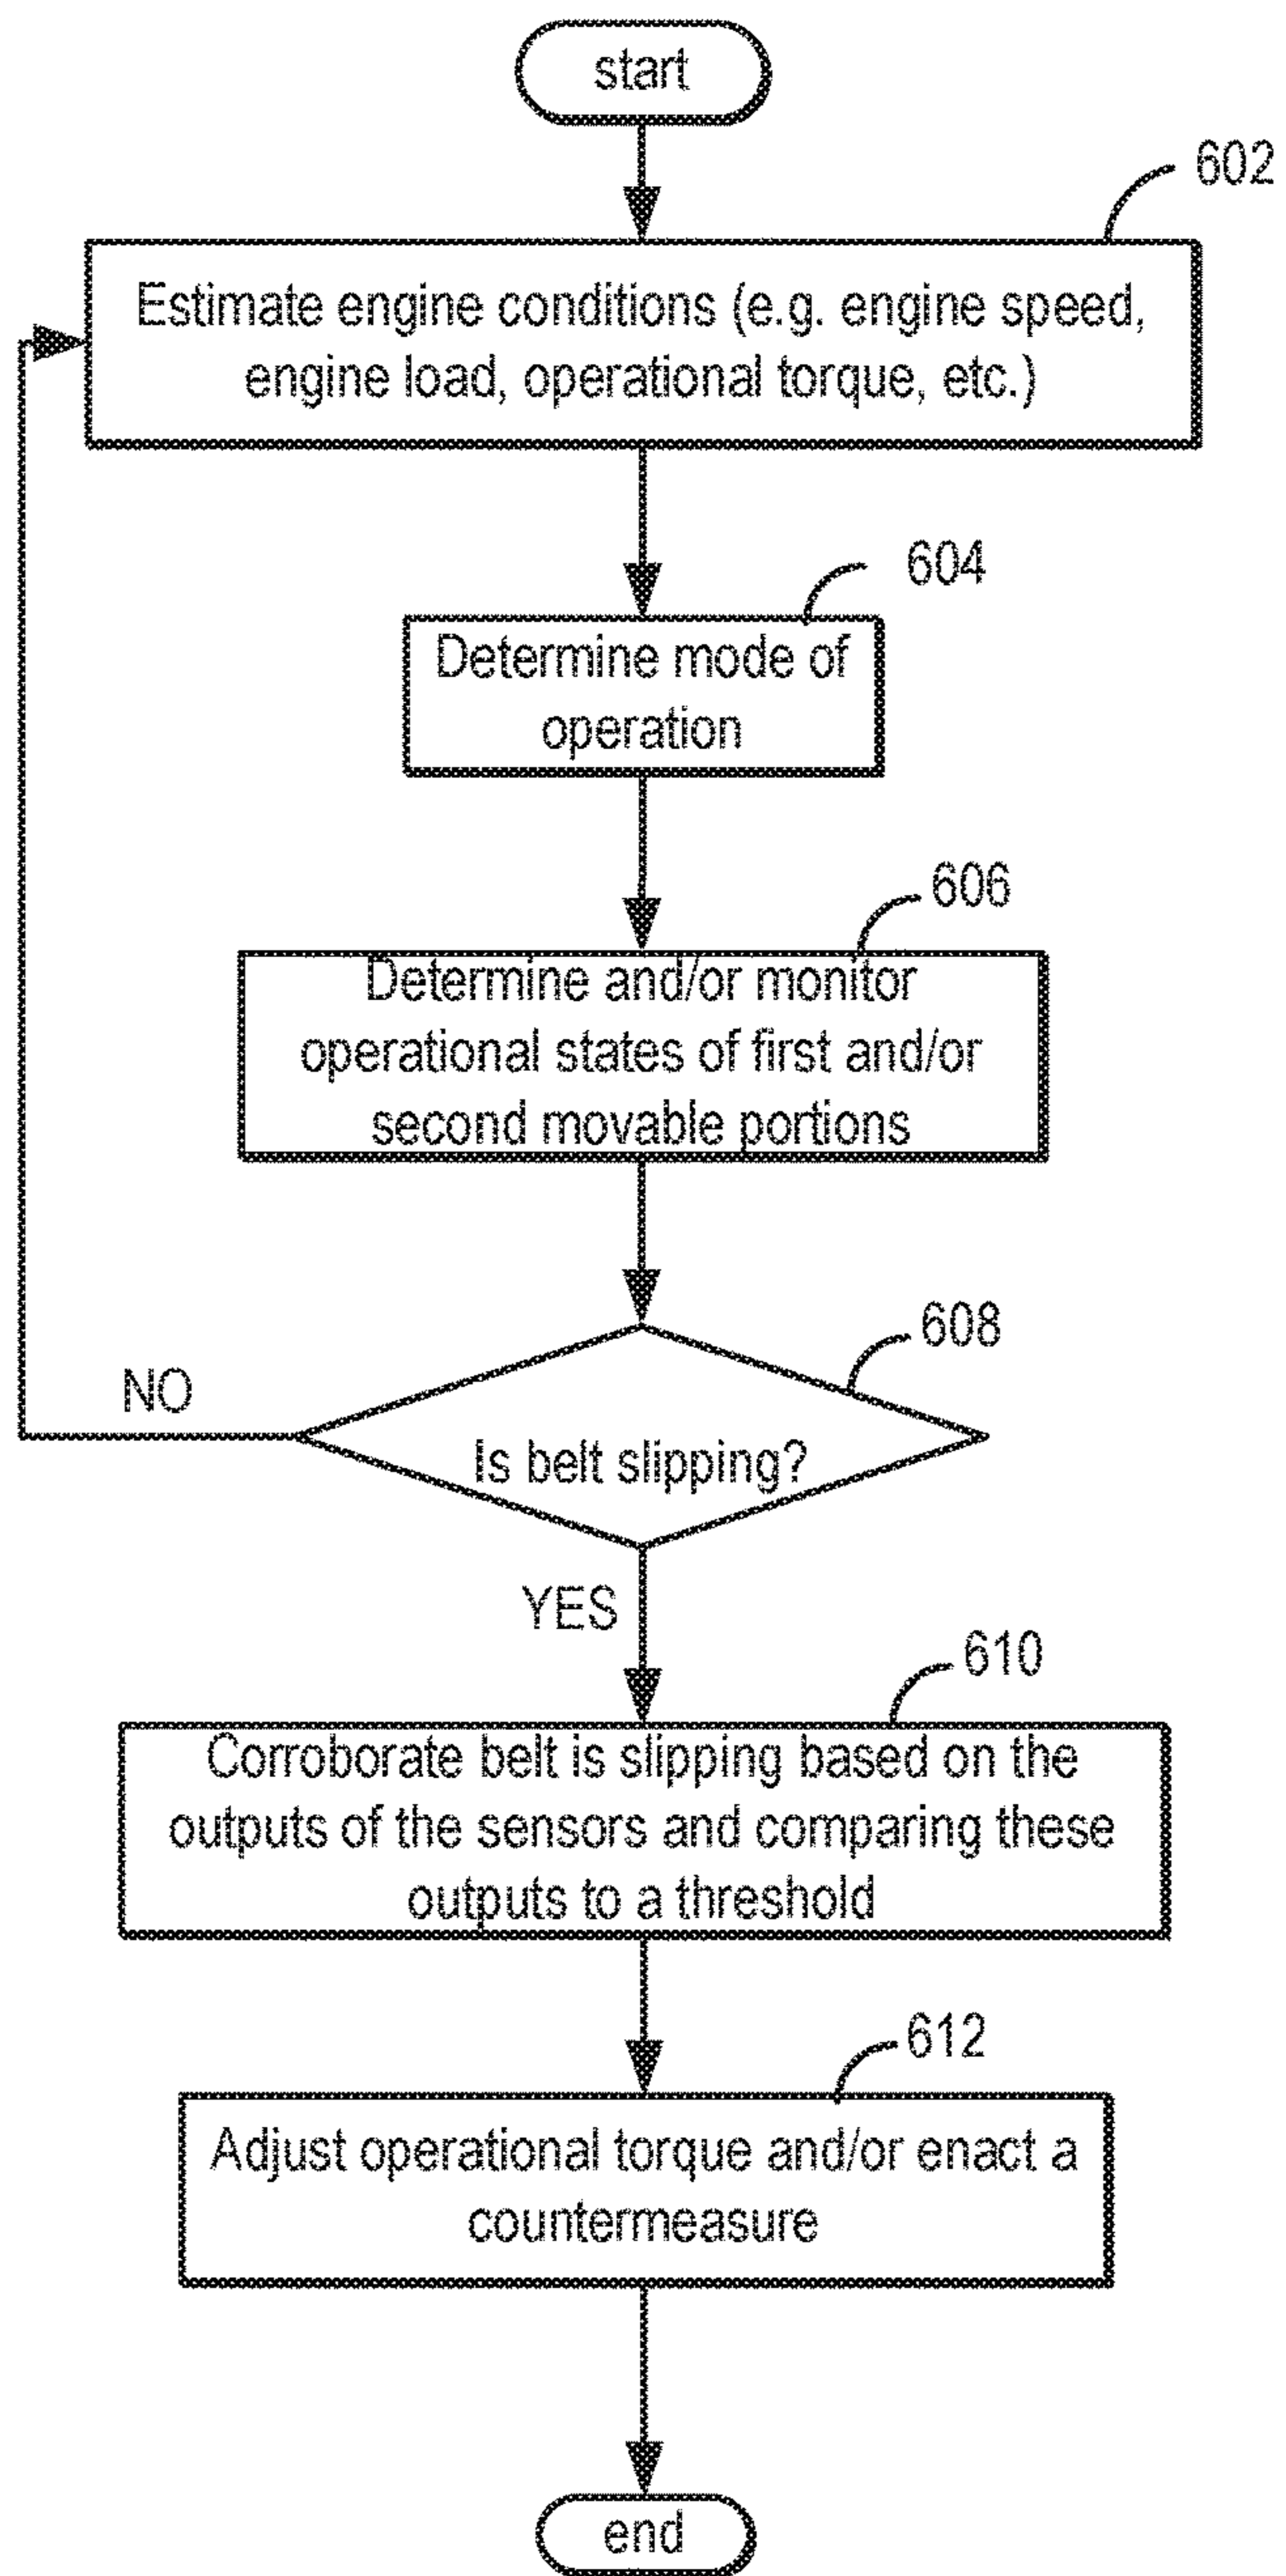 start
602
Estimate engine conditions (e.g. engine speed,
engine load, operational torque, etc.)
604
Determine mode of
operation
606
Determine and/or monitor
operational states of first and/or
second movable portions
608
NO
Is belt slipping?
YES
610
Corroborate belt is slipping based on the
outputs of the sensors and comparing these
outputs to a threshold
612
Adjust operational torque and/or enact a
countermeasure
end